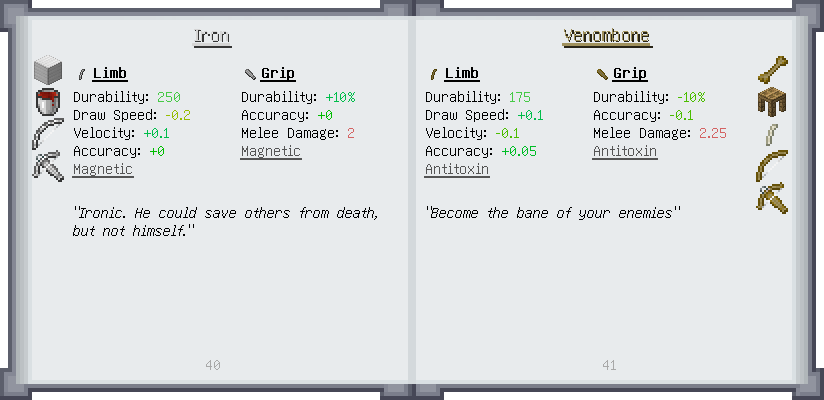 Iron
Limb
Durability: 250
Draw Speed: -0.2
Velocity: +0.1
Accuracy: +0
Magnetic
Grip
Durability: +10%
Accuracy: +0
Melee Damage: 2
Magnetic
"Ironic. He could save others from death,
but not himself."
40
Venombone
Limb
Durability: 175
Draw Speed: +0.1
Velocity: -0.1
Accuracy: +0.05
Antitoxin
Grip
Durability: -10%
Accuracy: -0.1
Melee Damage: 2.25
Antitoxin
"Become the bane of your enemies"
41